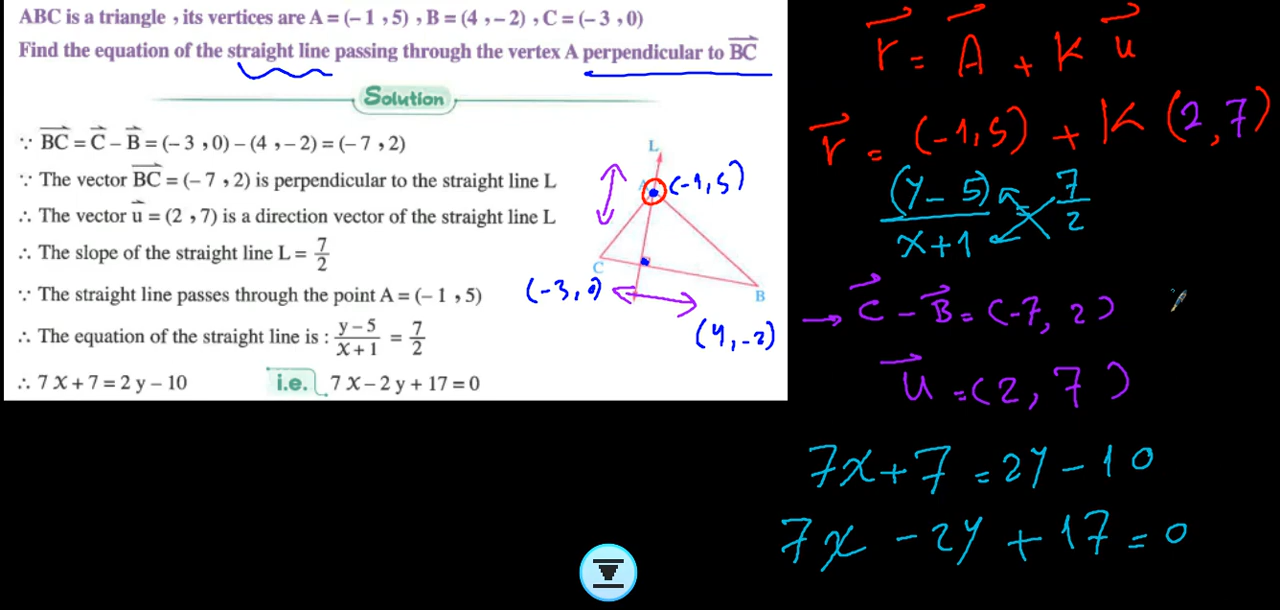 ABC is a triangle , its vertices are A = (– 1 , 5) , B = (4 , – 2) , C = (– 3 , 0)
Find the equation of the straight line passing through the vertex A perpendicular to BC⃗
Solution
∵ BC⃗ = C⃗ – B⃗ = (– 3 , 0) – (4 , – 2) = (– 7 , 2)
∵ The vector BC⃗ = (– 7 , 2) is perpendicular to the straight line L
∴ The vector u⃗ = (2 , 7) is a direction vector of the straight line L
∴ The slope of the straight line L = 7/2
∵ The straight line passes through the point A = (– 1 , 5)
∴ The equation of the straight line is : (y – 5)/(X + 1) = 7/2
∴ 7 X + 7 = 2 y – 10 i.e. 7 X – 2 y + 17 = 0
L
A (-1, 5)
C
B
(-3, 0)
(4, -2)
r⃗ = A⃗ + K u⃗
r⃗ = (-1, 5) + K (2, 7)
(y - 5)/(x + 1) 7/2
→ C⃗ - B⃗ = (-7, 2)
u⃗ = (2, 7)
7x + 7 = 2y - 10
7x - 2y + 17 = 0